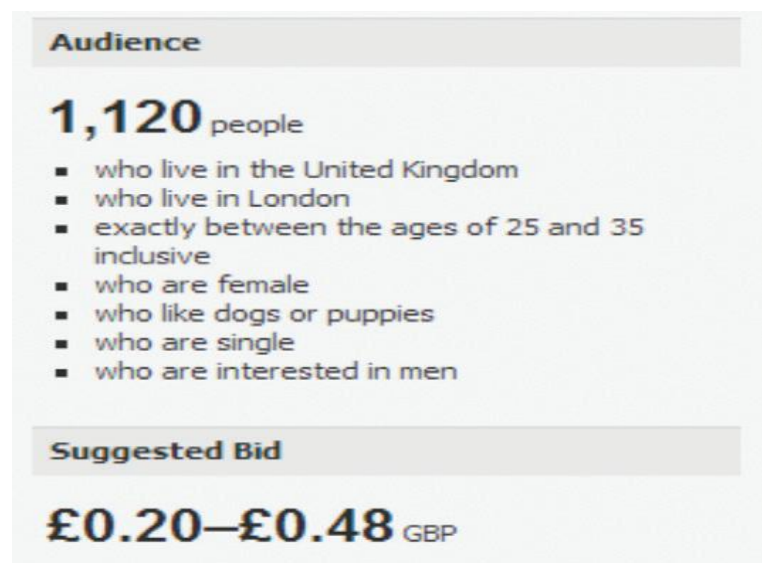 Audience
1,120 people
▪ who live in the United Kingdom
▪ who live in London
▪ exactly between the ages of 25 and 35
inclusive
▪ who are female
▪ who like dogs or puppies
▪ who are single
▪ who are interested in men
Suggested Bid
£0.20–£0.48 GBP